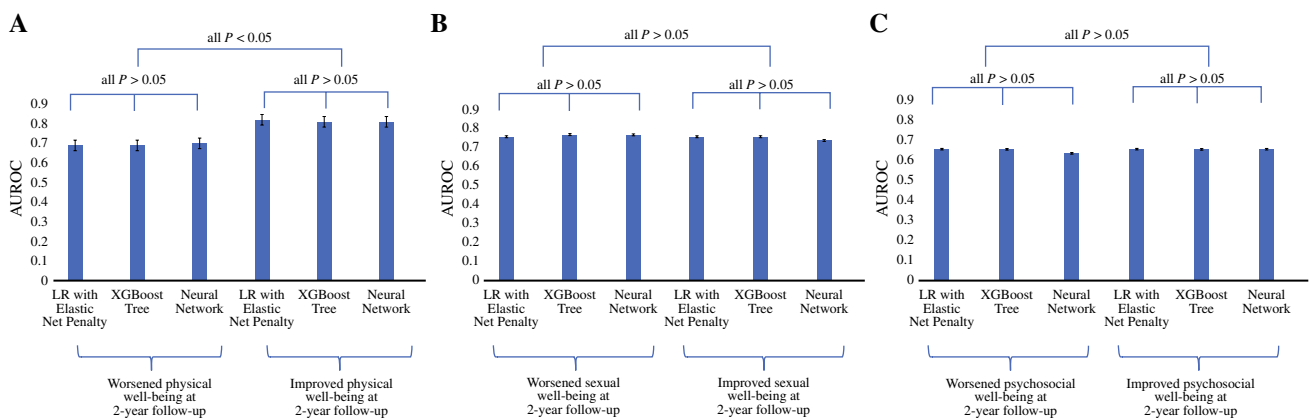 A
all P < 0.05
all P > 0.05
all P > 0.05
AUROC
0.9
0.8
0.7
0.6
0.5
0.4
0.3
0.2
0.1
0
LR with
Elastic
Net Penalty
XGBoost
Tree
Neural
Network
LR with
Elastic
Net Penalty
XGBoost
Tree
Neural
Network
Worsened physical
well-being at
2-year follow-up
Improved physical
well-being at
2-year follow-up
B
all P > 0.05
all P > 0.05
all P > 0.05
AUROC
0.9
0.8
0.7
0.6
0.5
0.4
0.3
0.2
0.1
0
LR with
Elastic
Net Penalty
XGBoost
Tree
Neural
Network
LR with
Elastic
Net Penalty
XGBoost
Tree
Neural
Network
Worsened sexual
well-being at
2-year follow-up
Improved sexual
well-being at
2-year follow-up
C
all P > 0.05
all P > 0.05
all P > 0.05
AUROC
0.9
0.8
0.7
0.6
0.5
0.4
0.3
0.2
0.1
0
LR with
Elastic
Net Penalty
XGBoost
Tree
Neural
Network
LR with
Elastic
Net Penalty
XGBoost
Tree
Neural
Network
Worsened psychosocial
well-being at
2-year follow-up
Improved psychosocial
well-being at
2-year follow-up